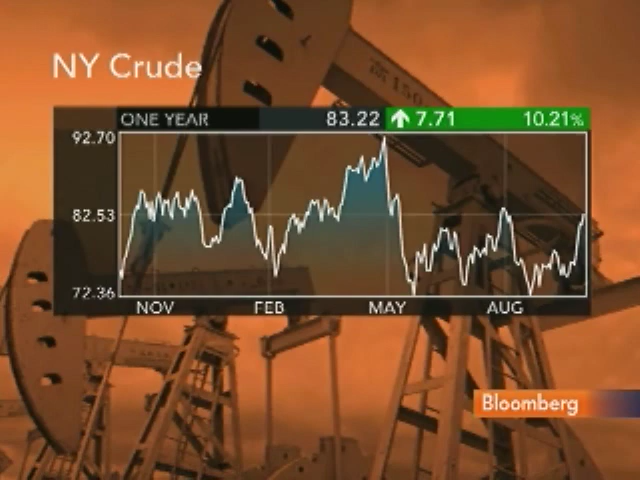 NY Crude
ONE YEAR 83.22 7.71 10.21%
92.70
82.53
72.36
NOV FEB MAY AUG
Bloomberg